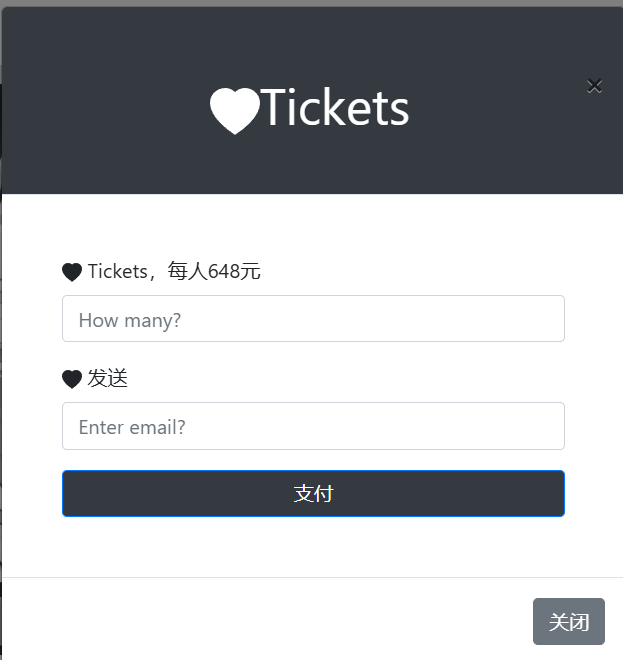 Tickets
×
Tickets，每人648元
How many?
发送
Enter email?
支付
关闭